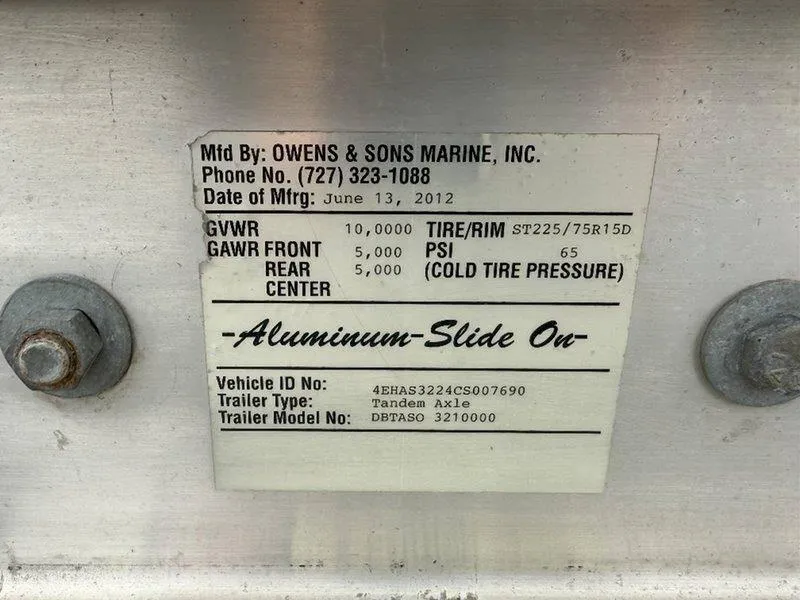 Mfd By: OWENS & SONS MARINE, INC.
Phone No. (727) 323-1088
Date of Mfrg: June 13, 2012
GVWR 10,0000 TIRE/RIM ST225/75R15D
GAWR FRONT 5,000 PSI 65
REAR 5,000 (COLD TIRE PRESSURE)
CENTER
-Aluminum-Slide On-
Vehicle ID No: 4EHAS3224CS007690
Trailer Type: Tandem Axle
Trailer Model No: DBTASO 3210000